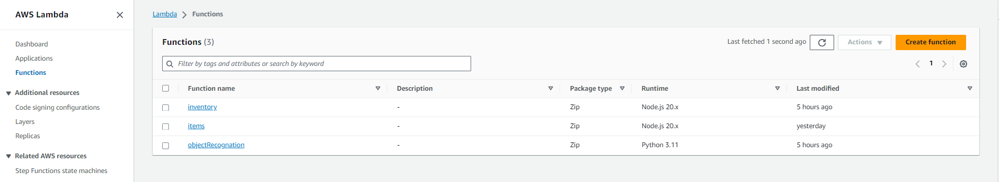 AWS Lambda
Dashboard
Applications
Functions
Additional resources
Code signing configurations
Layers
Replicas
Related AWS resources
Step Functions state machines
Lambda Functions
Functions (3)
Last fetched 1 second ago Actions Create function
Filter by tags and attributes or search by keyword
1
Function name Description Package type Runtime Last modified
inventory - Zip Node.js 20.x 5 hours ago
items - Zip Node.js 20.x yesterday
objectRecognation - Zip Python 3.11 5 hours ago